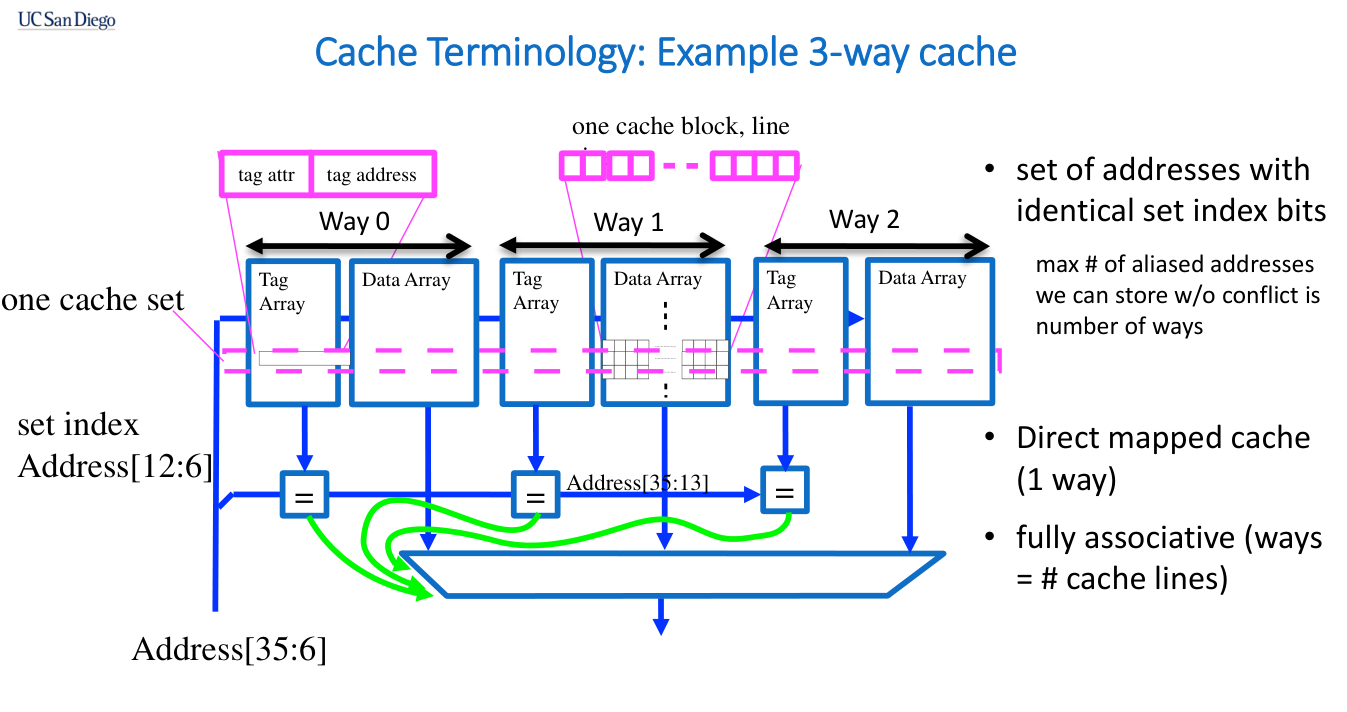 UC San Diego
Cache Terminology: Example 3-way cache
one cache block, line
tag attr
tag address
Way 0
Way 1
Way 2
Tag
Array
Data Array
Tag
Array
Data Array
Tag
Array
Data Array
one cache set
set index
Address[12:6]
=
=
Address[35:13]
=
Address[35:6]
• set of addresses with
identical set index bits
max # of aliased addresses
we can store w/o conflict is
number of ways
• Direct mapped cache
(1 way)
• fully associative (ways
= # cache lines)